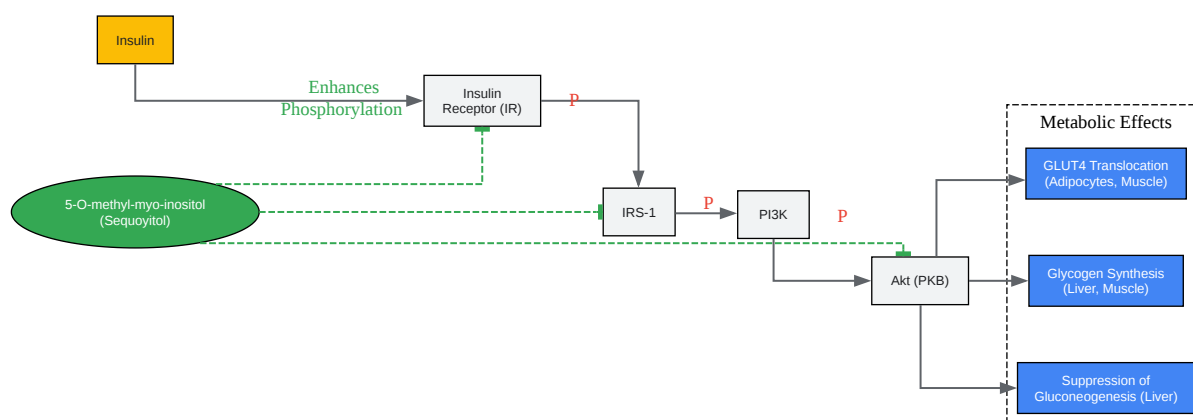 Insulin
Enhances
Phosphorylation
Insulin
Receptor (IR)
P
Metabolic Effects
GLUT4 Translocation
(Adipocytes, Muscle)
5-O-methyl-myo-inositol
(Sequoyitol)
IRS-1
P
PI3K
P
Akt (PKB)
Glycogen Synthesis
(Liver, Muscle)
Suppression of
Gluconeogenesis (Liver)